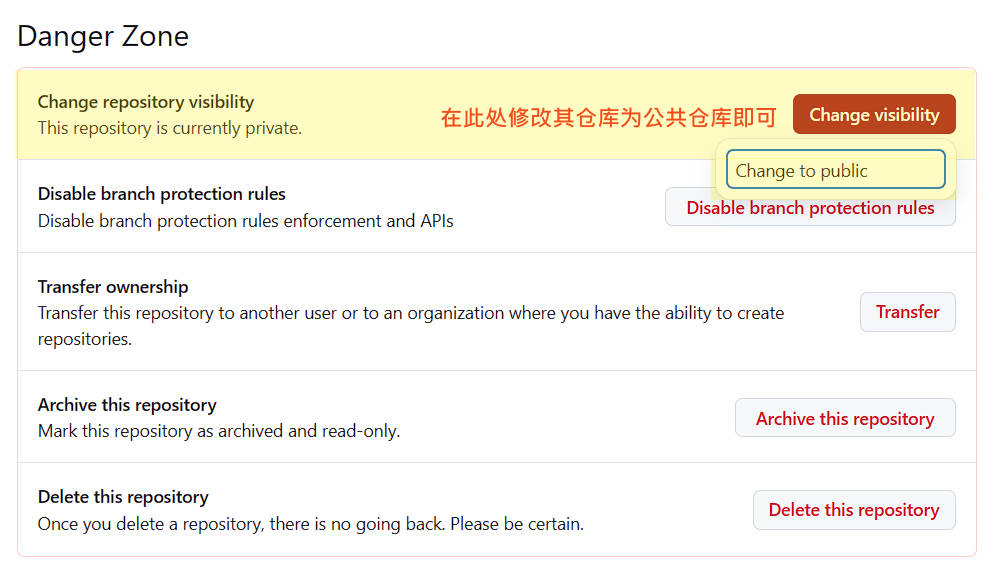 Danger Zone
Change repository visibility
This repository is currently private.
在此处修改其仓库为公共仓库即可
Change visibility
Change to public
Disable branch protection rules
Disable branch protection rules enforcement and APIs
Disable branch protection rules
Transfer ownership
Transfer this repository to another user or to an organization where you have the ability to create
repositories.
Transfer
Archive this repository
Mark this repository as archived and read-only.
Archive this repository
Delete this repository
Once you delete a repository, there is no going back. Please be certain.
Delete this repository